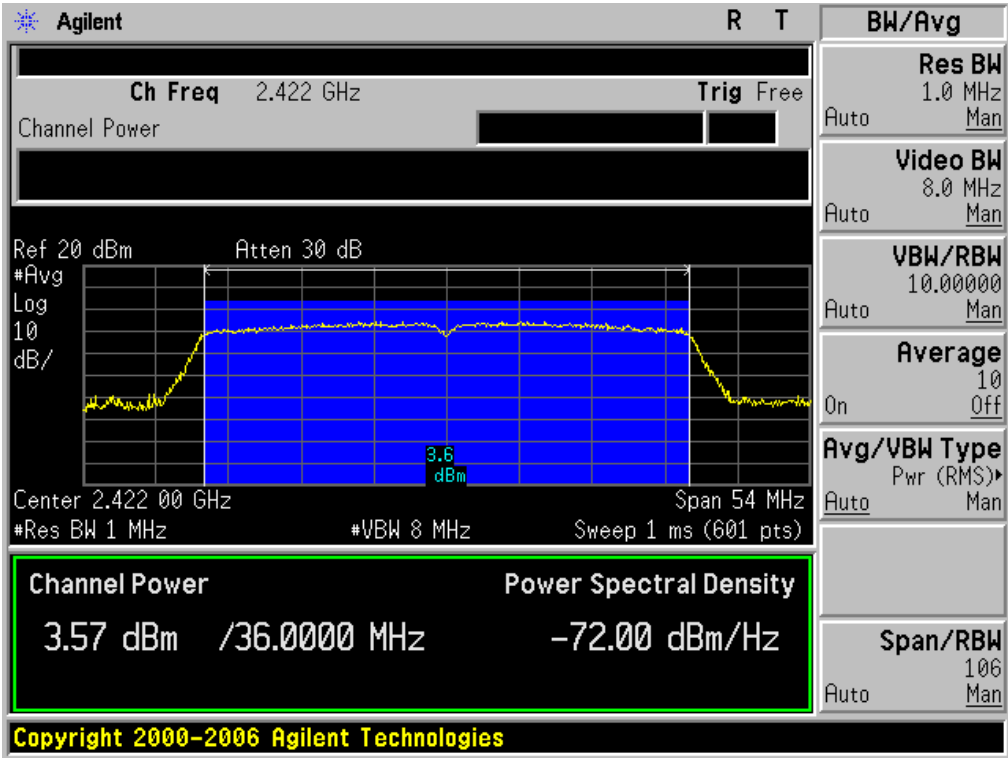 Agilent R T
Ch Freq 2.422 GHz Trig Free
Channel Power
Ref 20 dBm Atten 30 dB
#Avg
Log
10
dB/
3.6
dBm
Center 2.422 00 GHz Span 54 MHz
#Res BW 1 MHz #VBW 8 MHz Sweep 1 ms (601 pts)
Channel Power Power Spectral Density
3.57 dBm /36.0000 MHz -72.00 dBm/Hz
Copyright 2000-2006 Agilent Technologies
BW/Avg
Res BW
1.0 MHz
Auto Man
Video BW
8.0 MHz
Auto Man
VBW/RBW
10.00000
Auto Man
Average
10
On Off
Avg/VBW Type
Pwr (RMS)▸
Auto Man
Span/RBW
106
Auto Man